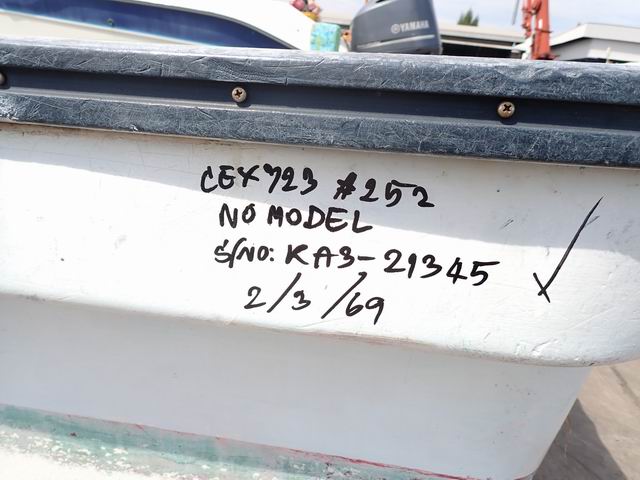 YAMAHA
CEX723 #252
NO MODEL
S/NO: KA3-21345
2/3/69